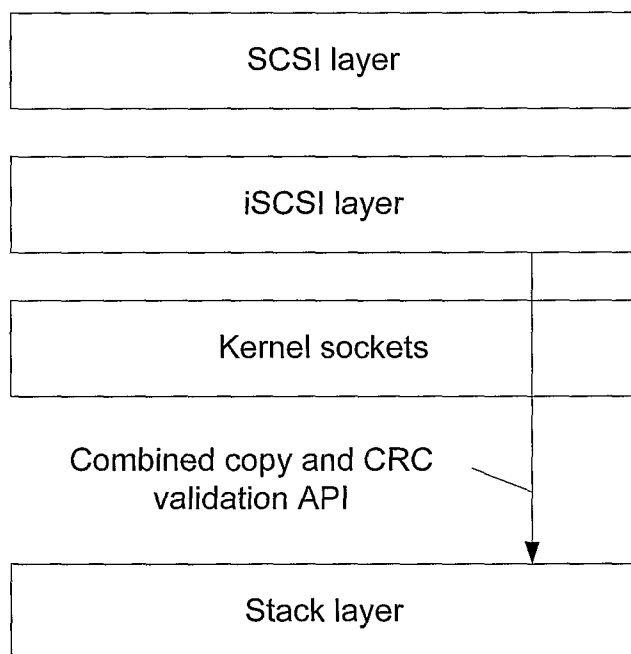 SCSI layer
iSCSI layer
Kernel sockets
Combined copy and CRC
validation API
Stack layer